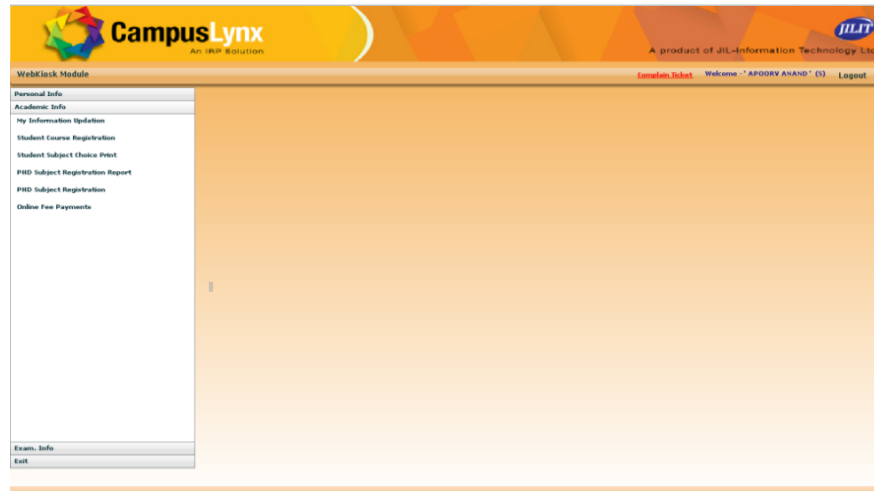 CampusLynx
An IRP Solution
JILIT
A product of JIL-Information Technology Ltd
WebKiosk Module
Complain Ticket Welcome -' APOORV ANAND ' (S) Logout
Personal Info
Academic Info
My Information Updation
Student Course Registration
Student Subject Choice Print
PHD Subject Registration Report
PHD Subject Registration
Online Fee Payments
Exam. Info
Exit